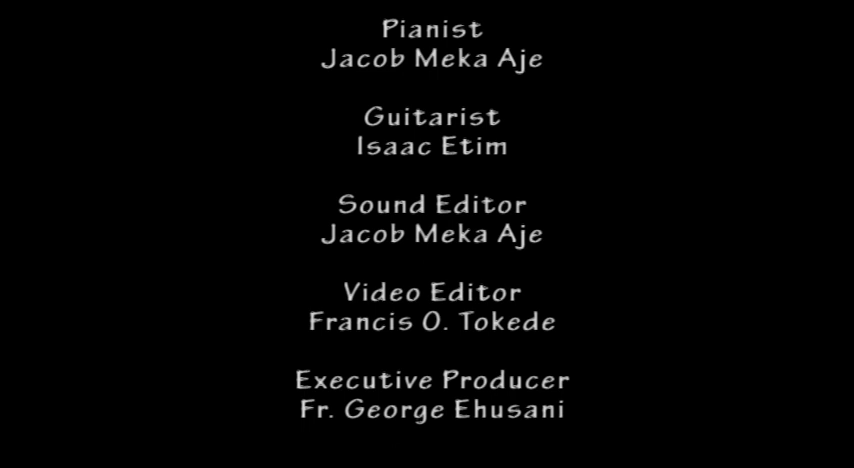 Pianist
Jacob Meka Aje
Guitarist
Isaac Etim
Sound Editor
Jacob Meka Aje
Video Editor
Francis O. Tokede
Executive Producer
Fr. George Ehusani